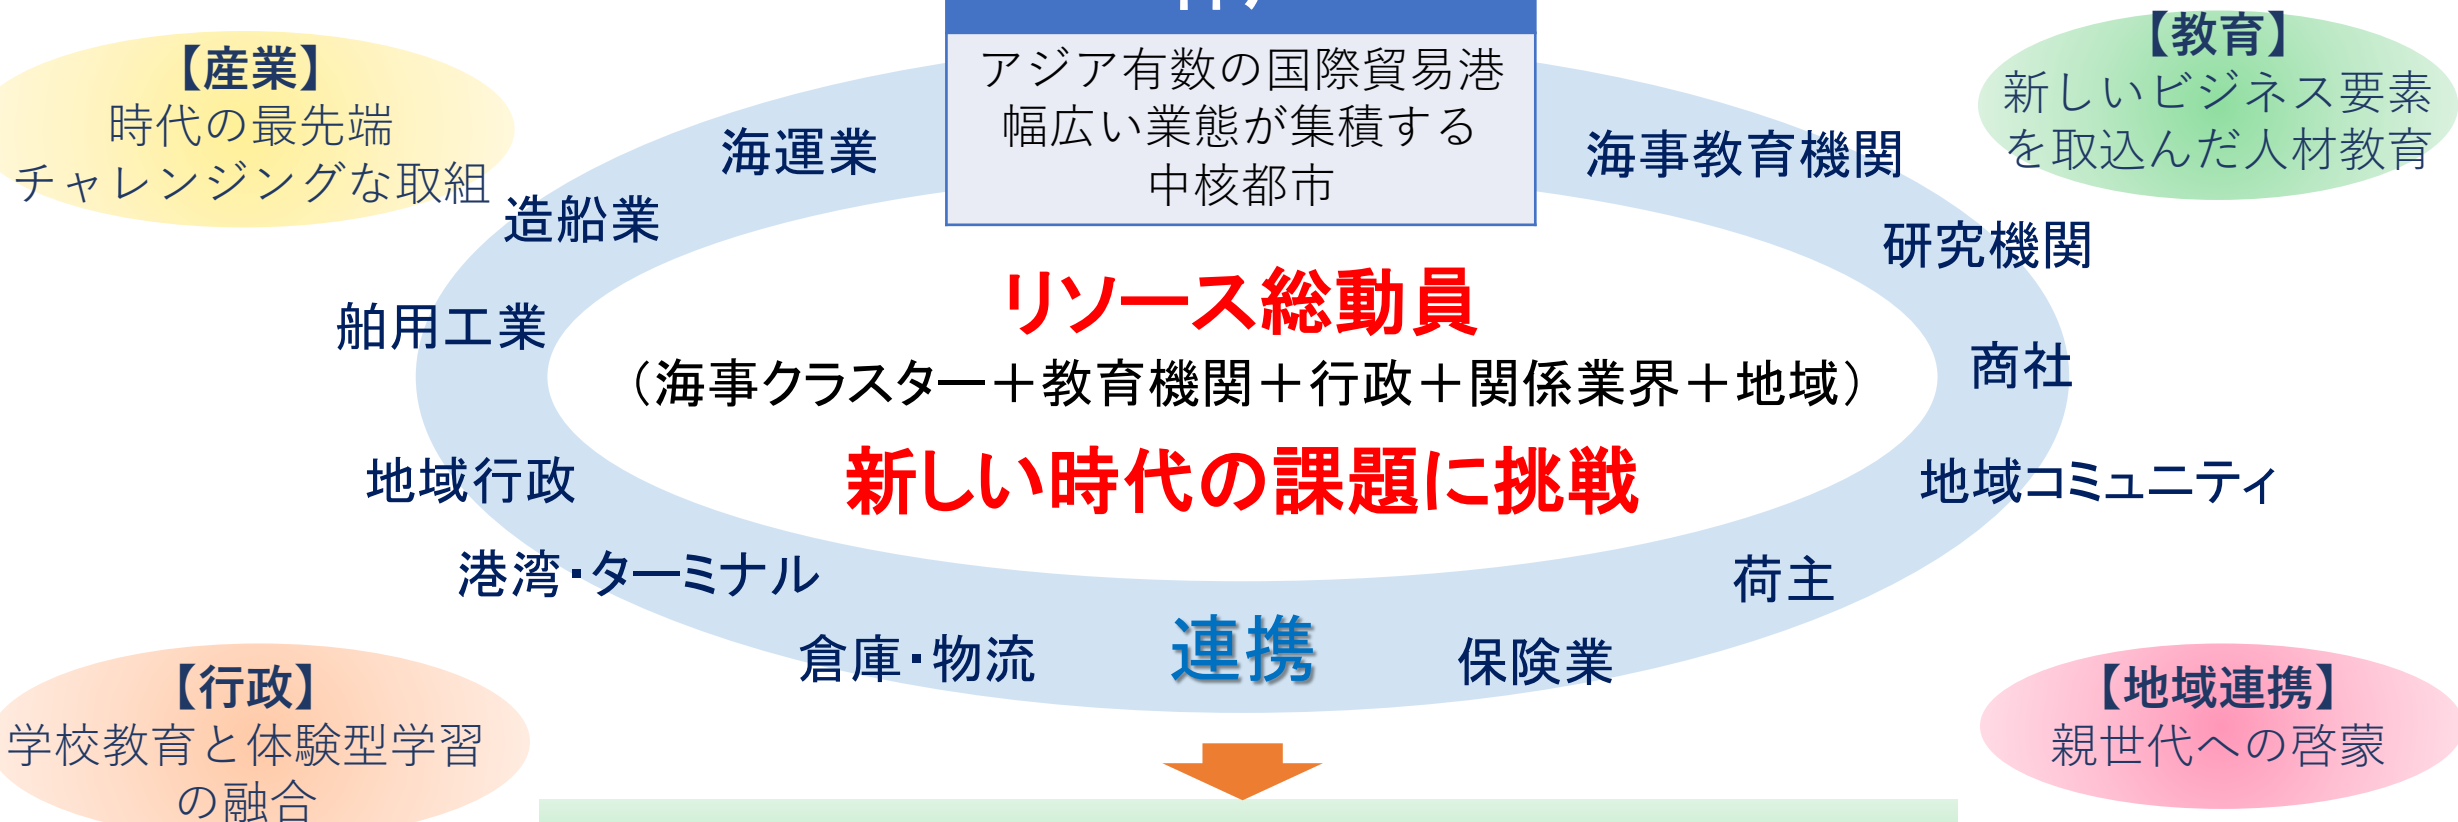 アジア有数の国際貿易港
幅広い業態が集積する
中核都市
【産業】
時代の最先端
チャレンジングな取組
【教育】
新しいビジネス要素
を取込んだ人材教育
海運業
海事教育機関
造船業
研究機関
リソース総動員
舶用工業
商社
（海事クラスター＋教育機関＋行政＋関係業界＋地域）
新しい時代の課題に挑戦
地域行政
地域コミュニティ
港湾・ターミナル
荷主
倉庫・物流
連携
保険業
【行政】
学校教育と体験型学習
の融合
【地域連携】
親世代への啓蒙